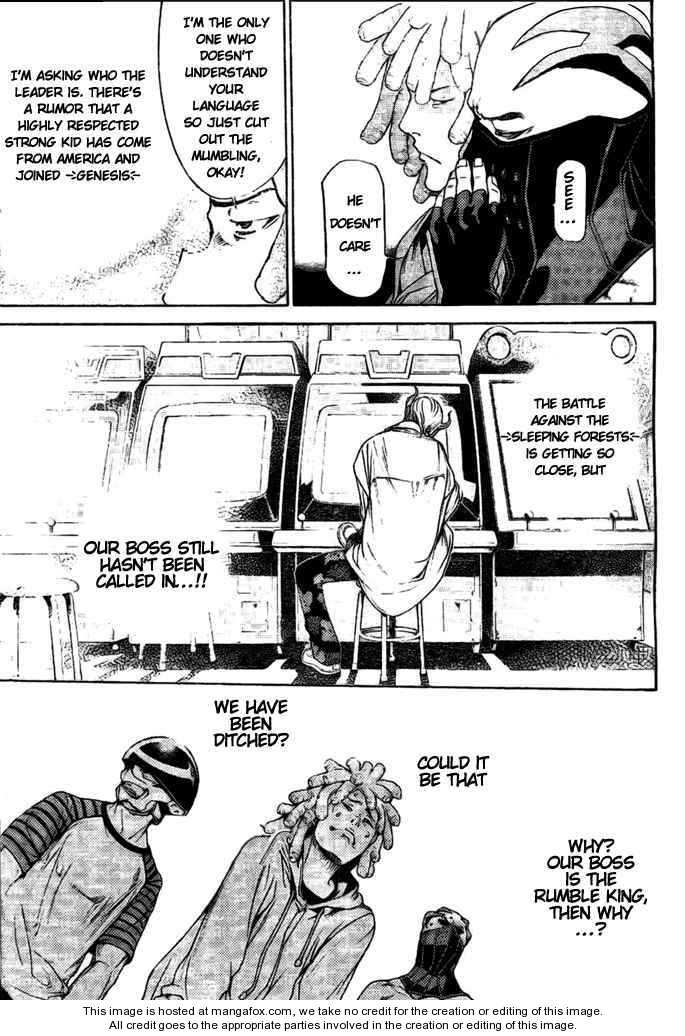 SEE...
HE
DOESN'T
CARE
...
I'M THE ONLY
ONE WHO
DOESN'T
UNDERSTAND
YOUR
LANGUAGE
SO JUST CUT
OUT THE
MUMBLING,
OKAY!
I'M ASKING WHO THE
LEADER IS. THERE'S
A RUMOR THAT A
HIGHLY RESPECTED
STRONG KID HAS COME
FROM AMERICA AND
JOINED -GENESIS-
THE BATTLE
AGAINST THE
-SLEEPING FORESTS-
IS GETTING SO
CLOSE, BUT
OUR BOSS STILL
HASN'T BEEN
CALLED IN...!!
WHY?
OUR BOSS
IS THE
RUMBLE KING,
THEN WHY
...?
COULD IT
BE THAT
WE HAVE
BEEN
DITCHED?
This image is hosted at mangafox.com, we take no credit for the creation or editing of this image.
All credit goes to the appropriate parties involved in the creation or editing of this image.